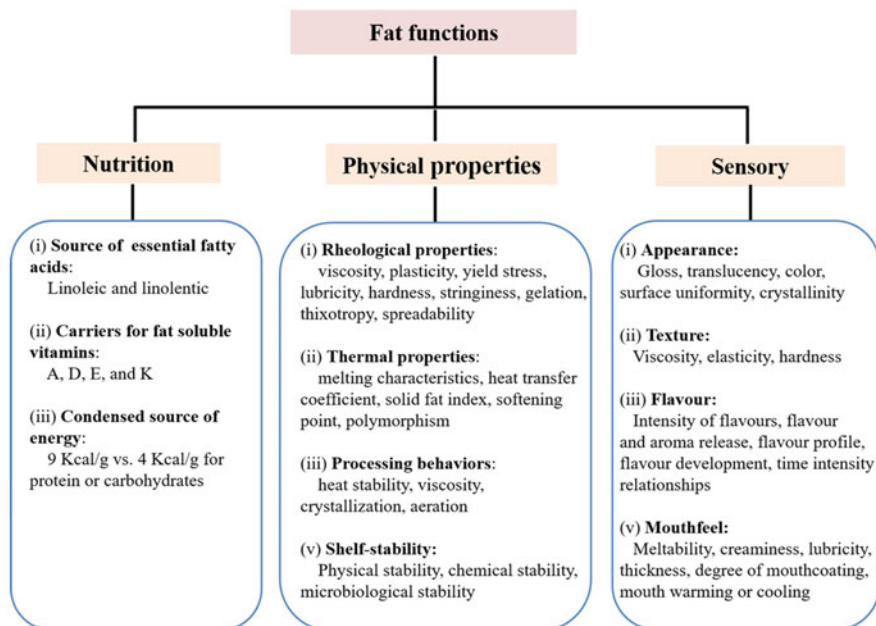 Fat functions
Nutrition
(i) Source of essential fatty
acids:
Linoleic and linolentic
(ii) Carriers for fat soluble
vitamins:
A, D, E, and K
(iii) Condensed source of
energy:
9 Kcal/g vs. 4 Kcal/g for
protein or carbohydrates
Physical properties
(i) Rheological properties:
viscosity, plasticity, yield stress,
lubricity, hardness, stringiness, gelation,
thixotropy, spreadability
(ii) Thermal properties:
melting characteristics, heat transfer
coefficient, solid fat index, softening
point, polymorphism
(iii) Processing behaviors:
heat stability, viscosity,
crystallization, aeration
(v) Shelf-stability:
Physical stability, chemical stability,
microbiological stability
Sensory
(i) Appearance:
Gloss, translucency, color,
surface uniformity, crystallinity
(ii) Texture:
Viscosity, elasticity, hardness
(iii) Flavour:
Intensity of flavours, flavour
and aroma release, flavour profile,
flavour development, time intensity
relationships
(v) Mouthfeel:
Meltability, creaminess, lubricity,
thickness, degree of mouthcoating,
mouth warming or cooling